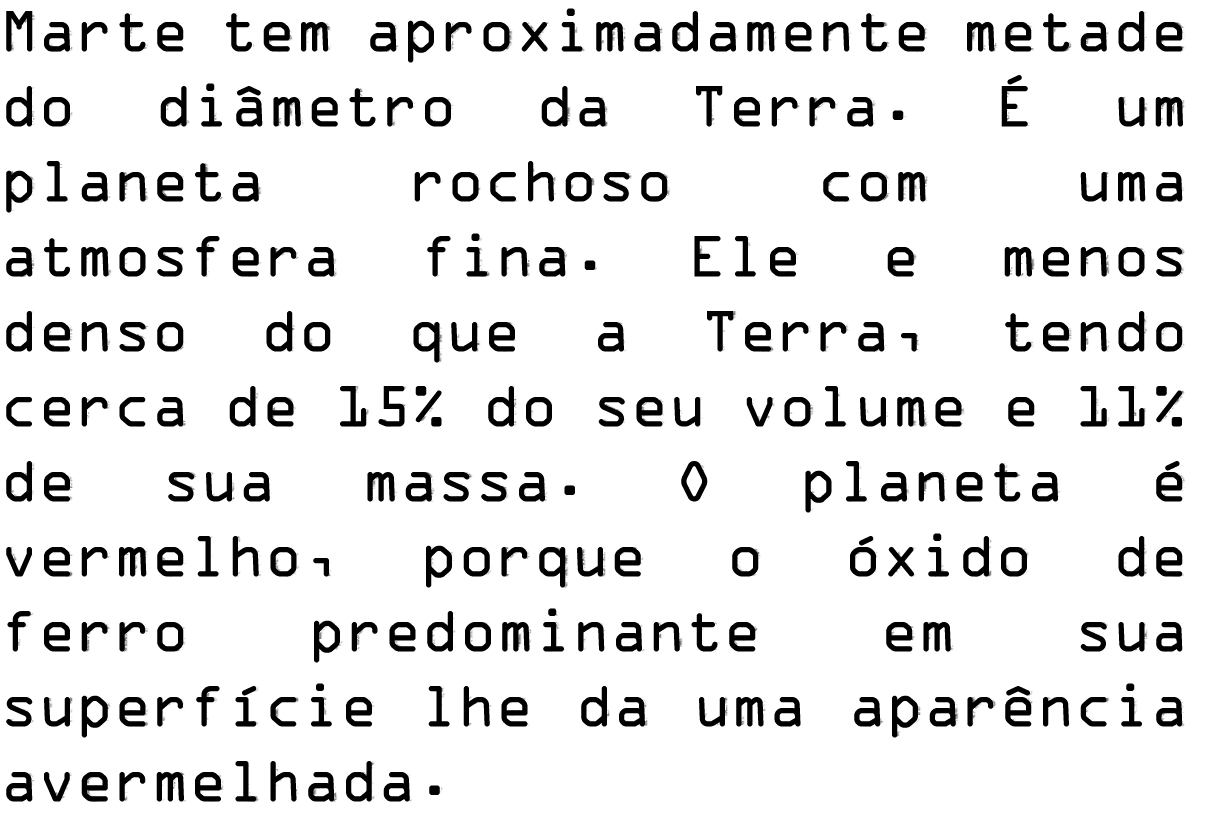 Marte tem aproximadamente metade
do diâmetro da Terra. É um
planeta rochoso com uma
atmosfera fina. Ele e menos
denso do que a Terra, tendo
cerca de 15% do seu volume e 11%
de sua massa. O planeta é
vermelho, porque o óxido de
ferro predominante em sua
superfície lhe da uma aparência
avermelhada.